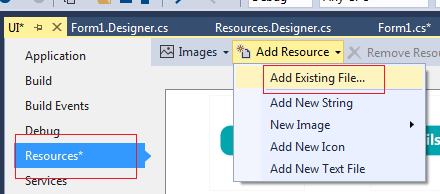 Debug
UI* Form1.Designer.cs Resources.Designer.cs Form1.cs*
Application
Build
Build Events
Debug
Resources*
Services
Images Add Resource Remove Resou
Add Existing File...
Add New String
New Image
Add New Icon
Add New Text File
ils